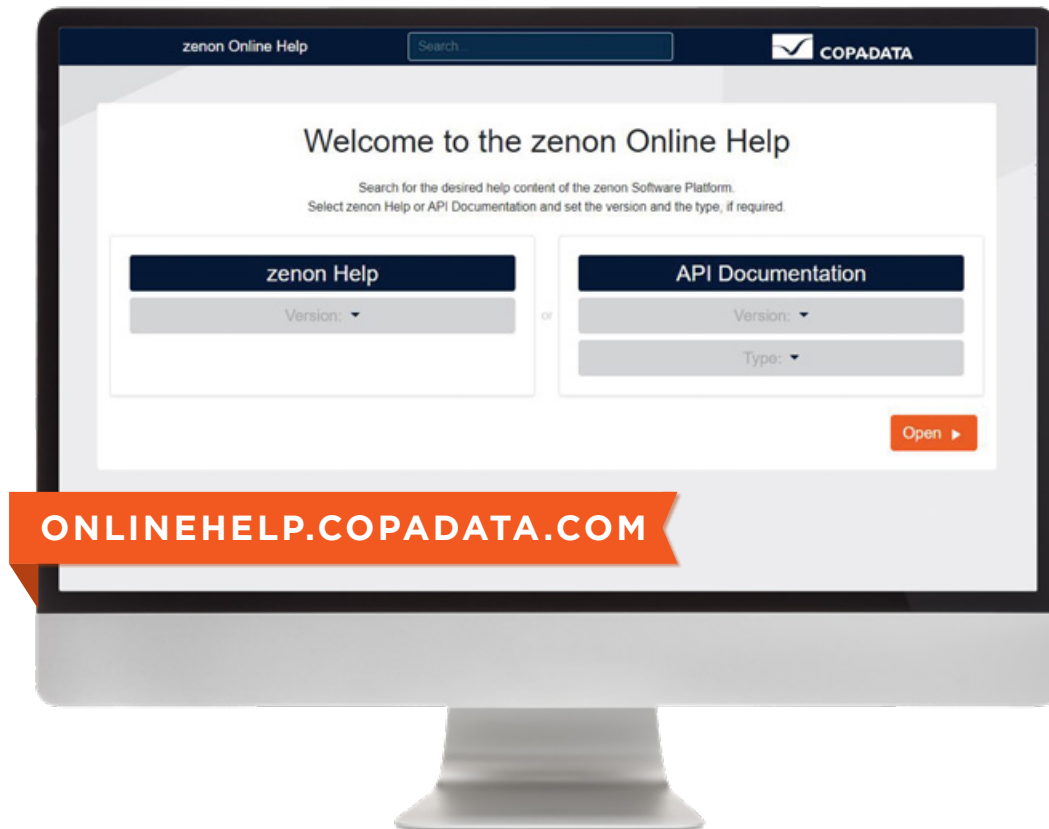 zenon Online Help
Search...
COPADATA
Welcome to the zenon Online Help
Search for the desired help content of the zenon Software Platform.
Select zenon Help or API Documentation and set the version and the type, if required.
zenon Help
Version:
or
API Documentation
Version:
Type:
Open
ONLINEHELP.COPADATA.COM